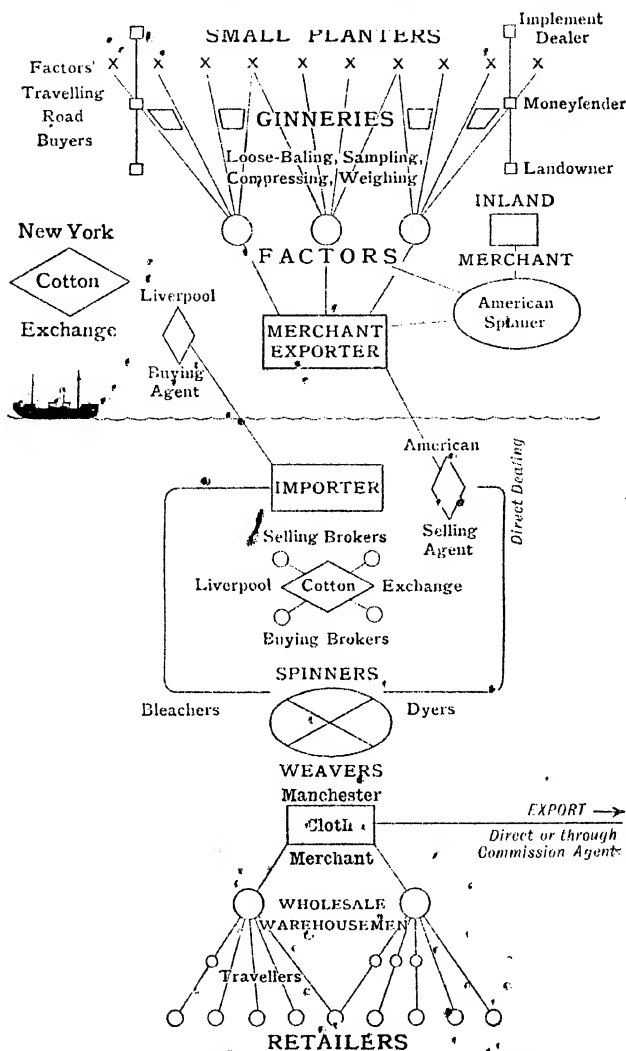 SMALL PLANTERS
Implement
Dealer
Factors'
Travelling
Road
Buyers
x x x x x x x x x x
Moneylender
GINNERIES
Loose-Baling, Sampling,
Compressing, Weighing
Landowner
INLAND
MERCHANT
New York
Cotton
Exchange
FACTORS
American
Spinner
Liverpool
Buying
Agent
MERCHANT
EXPORTER
American
Selling
Agent
Direct Dealing
IMPORTER
Selling Brokers
Liverpool Cotton Exchange
Buying Brokers
SPINNERS
Bleachers
Dyers
WEAVERS
Manchester
Cloth
Merchant
EXPORT
Direct or through
Commission Agent
WHOLESALE
WAREHOUSEMEN
Travellers
RETAILERS